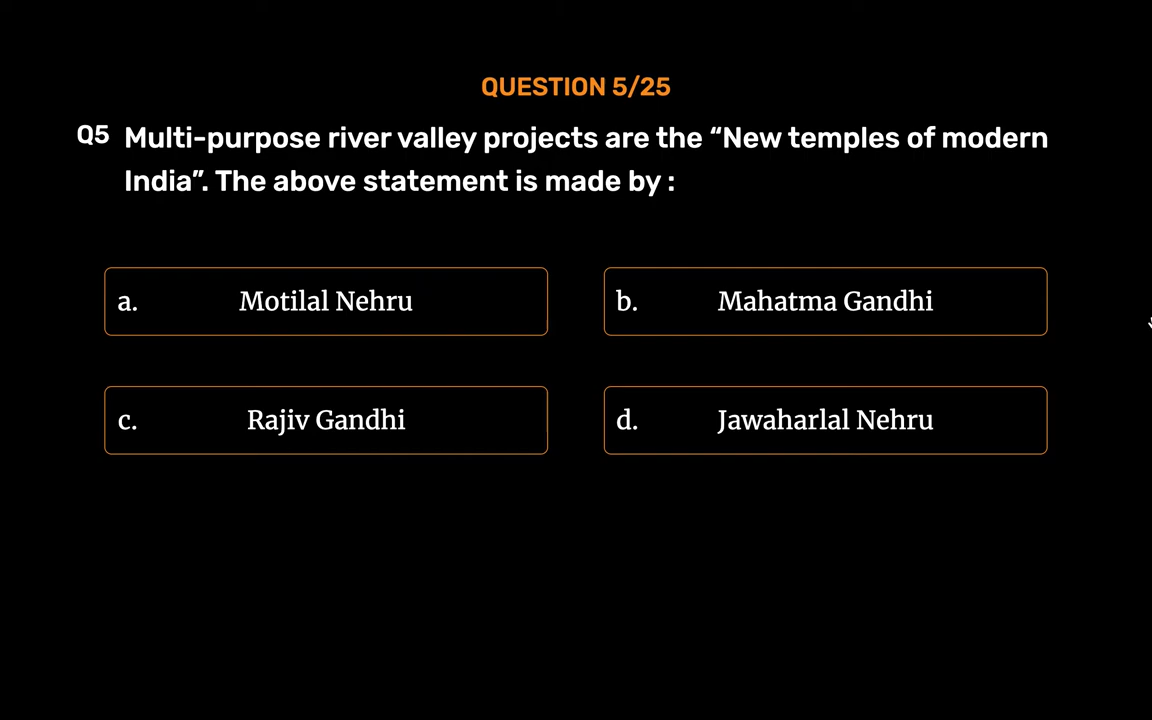 QUESTION 5/25
Q5 Multi-purpose river valley projects are the “New temples of modern
India”. The above statement is made by :
a. Motilal Nehru
b. Mahatma Gandhi
c. Rajiv Gandhi
d. Jawaharlal Nehru